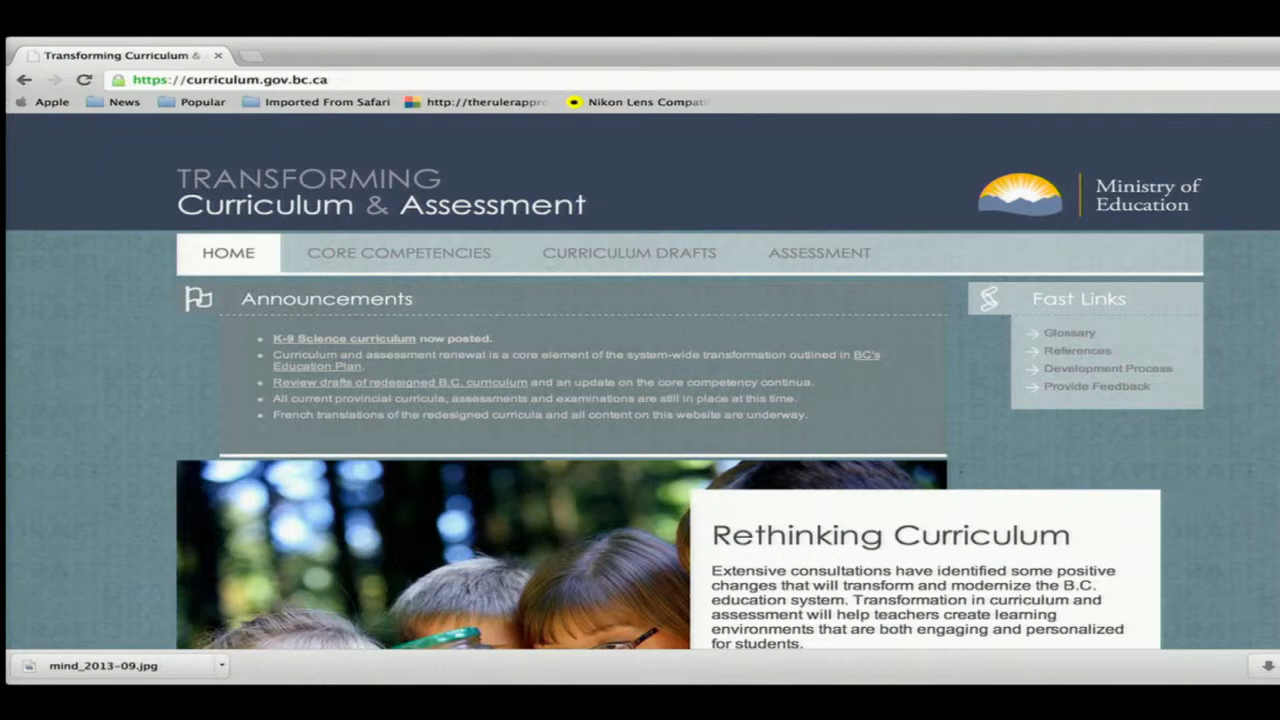 Transforming Curriculum &
https://curriculum.gov.bc.ca
Apple News Popular Imported From Safari http://therulerappro Nikon Lens Compati
TRANSFORMING
Curriculum & Assessment
Ministry of
Education
HOME CORE COMPETENCIES CURRICULUM DRAFTS ASSESSMENT
Announcements
K-9 Science curriculum now posted.
Curriculum and assessment renewal is a core element of the system-wide transformation outlined in BC's
Education Plan.
Review drafts of redesigned B.C. curriculum and an update on the core competency continua.
All current provincial curricula, assessments and examinations are still in place at this time.
French translations of the redesigned curricula and all content on this website are underway.
Fast Links
Glossary
References
Development Process
Provide Feedback
Rethinking Curriculum
Extensive consultations have identified some positive
changes that will transform and modernize the B.C.
education system. Transformation in curriculum and
assessment will help teachers create learning
environments that are both engaging and personalized
for students.
mind_2013-09.jpg